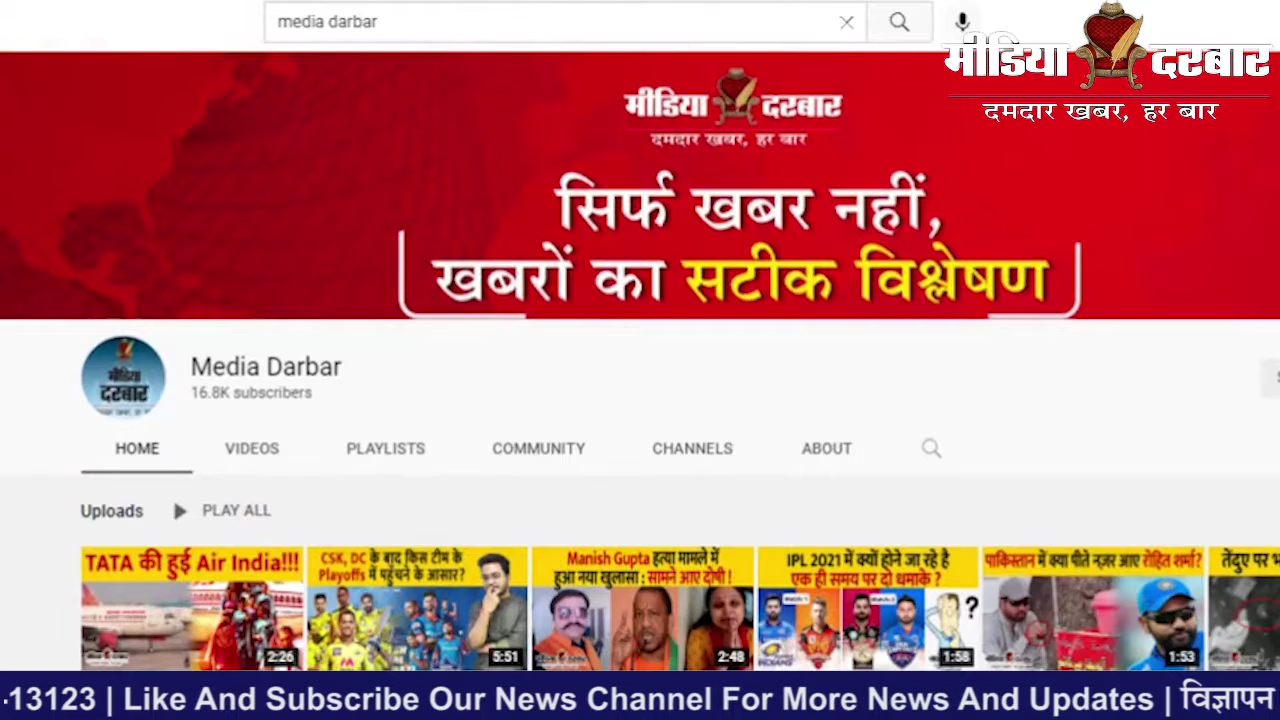 media darbar
मीडिया दरबार
दमदार खबर, हर बार
मीडिया दरबार
दमदार खबर, हर बार
सिर्फ खबर नहीं,
खबरों का सटीक विश्लेषण
मीडिया
दरबार
Media Darbar
16.8K subscribers
HOME VIDEOS PLAYLISTS COMMUNITY CHANNELS ABOUT
Uploads PLAY ALL
TATA की हुई Air India!!!
2:26
CSK, DC के बाद किस टीम के
Playoffs में पहुंचने के आसार?
5:51
Manish Gupta हत्या मामले में
हुआ नया खुलासा : सामने आए दोषी !
2:48
IPL 2021 में क्यों होने जा रहे है
एक ही समय पर दो धमाके ?
?
1:58
पाकिस्तान में क्या पीते नज़र आए रोहित शर्मा?
1:53
तेंदुए पर
-13123 | Like And Subscribe Our News Channel For More News And Updates | विज्ञापन